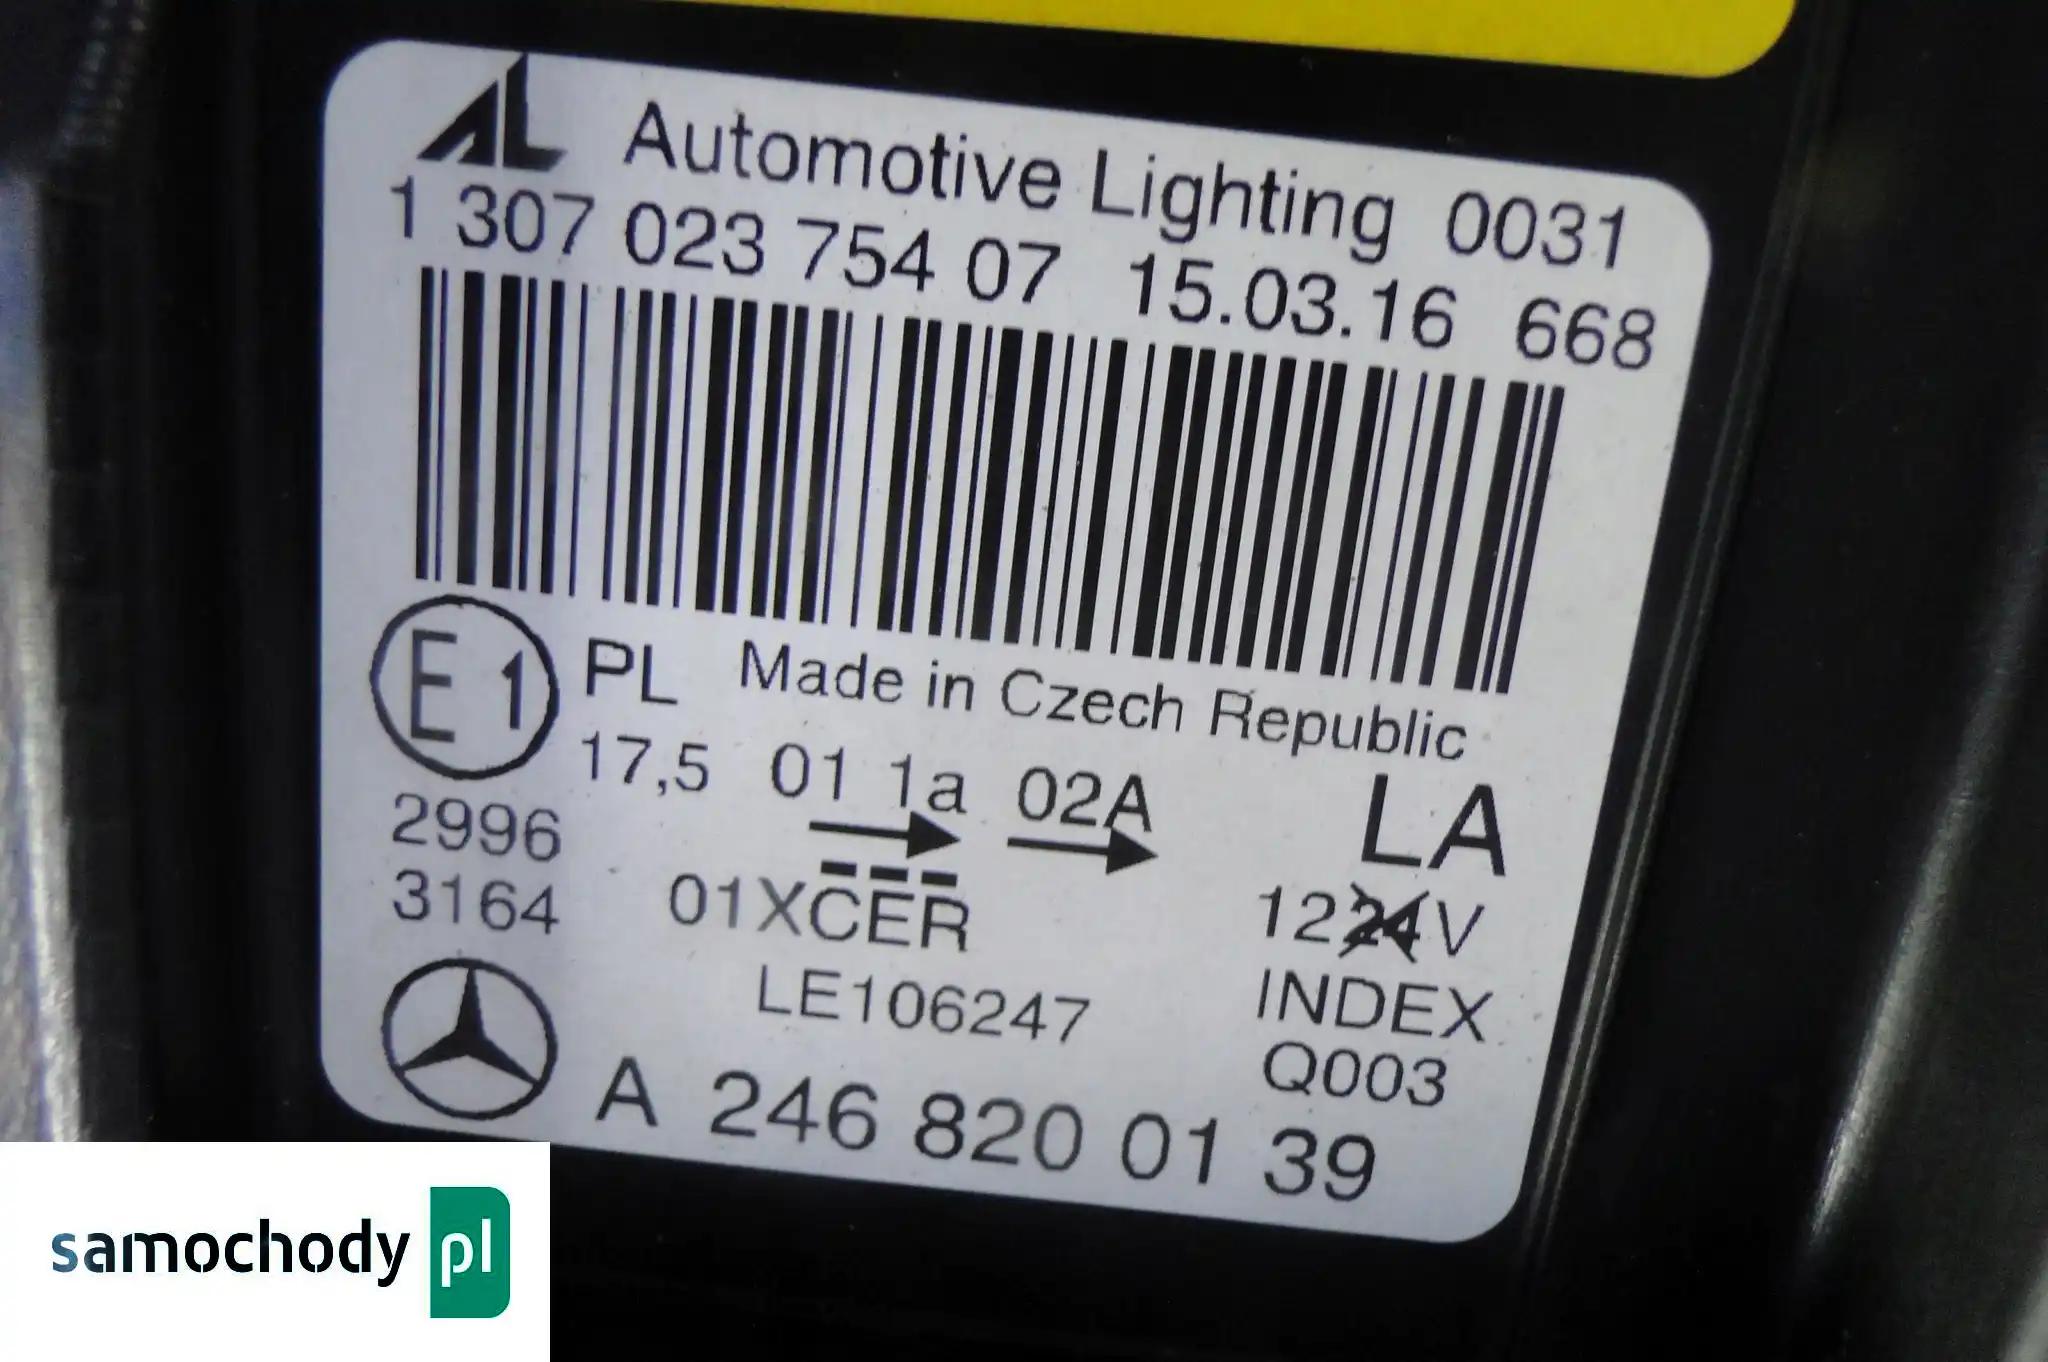 AL Automotive Lighting 0031
1 307 023 754 07 15.03.16 668
E1 PL Made in Czech Republic
17,5 01 1a 02A LA
2996
3164 01XCER 1224V
LE106247 INDEX
Q003
A 246 820 01 39
samochody pl